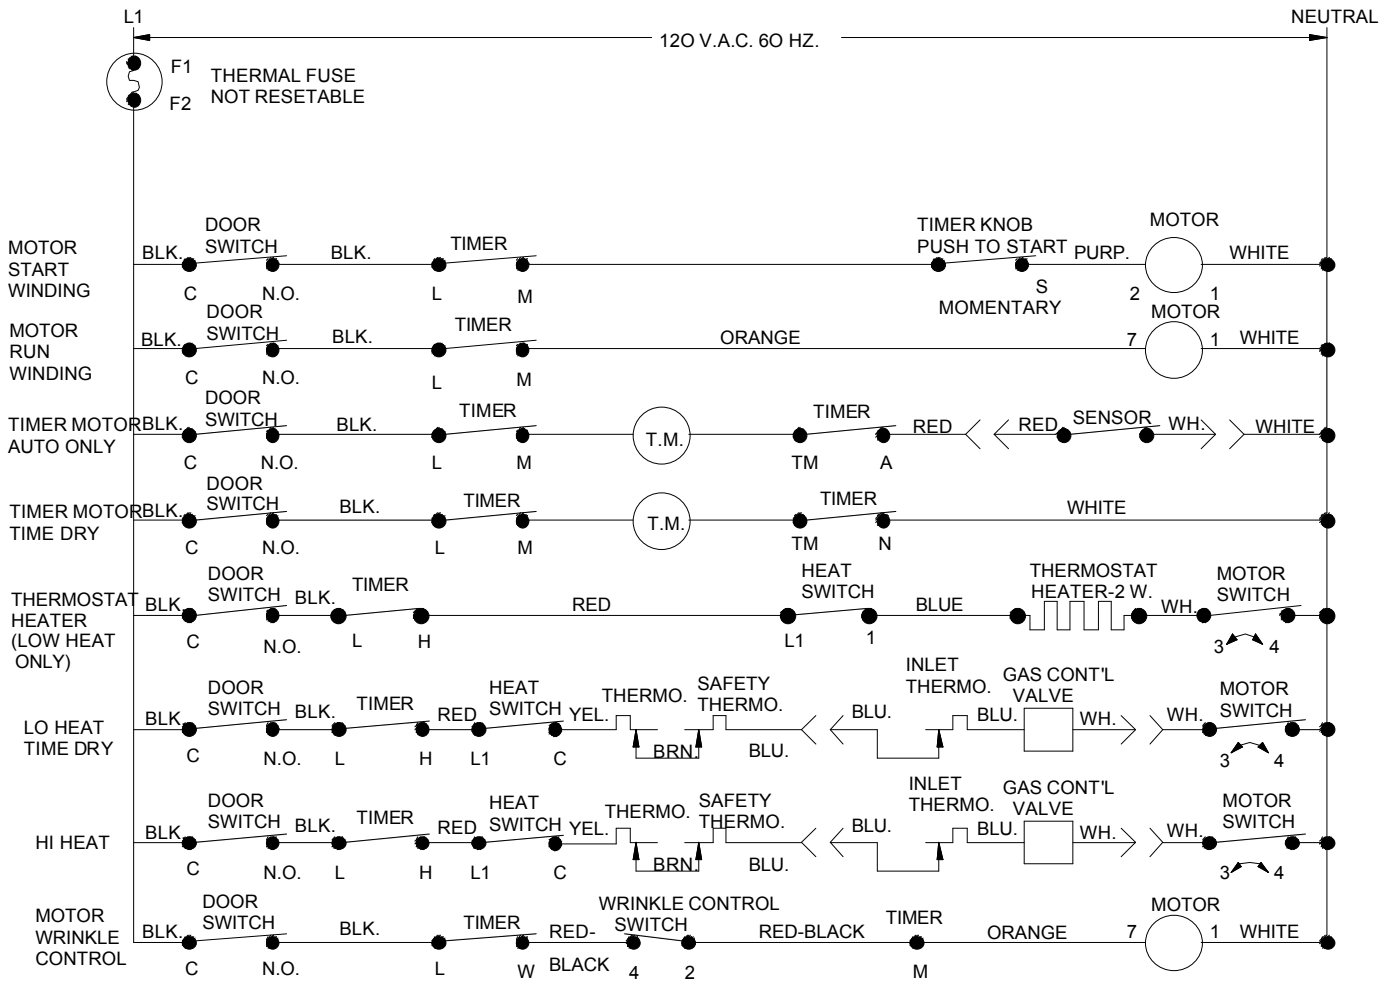 L1
NEUTRAL
12O V.A.C. 6O HZ.
F1
F2
THERMAL FUSE
NOT RESETABLE
MOTOR
START
WINDING
BLK.
DOOR
SWITCH
BLK.
TIMER
TIMER KNOB
PUSH TO START
PURP.
MOTOR
WHITE
C
N.O.
L
M
S
MOMENTARY
2
1
MOTOR
RUN
WINDING
BLK.
DOOR
SWITCH
BLK.
TIMER
ORANGE
7
MOTOR
1
WHITE
C
N.O.
L
M
TIMER MOTOR
AUTO ONLY
BLK.
DOOR
SWITCH
BLK.
TIMER
T.M.
TIMER
RED
RED
SENSOR
WH.
WHITE
C
N.O.
L
M
TM
A
TIMER MOTOR
TIME DRY
BLK.
DOOR
SWITCH
BLK.
TIMER
T.M.
TIMER
WHITE
C
N.O.
L
M
TM
N
THERMOSTAT
HEATER
(LOW HEAT
ONLY)
BLK.
DOOR
SWITCH
BLK.
TIMER
RED
HEAT
SWITCH
BLUE
THERMOSTAT
HEATER-2 W.
WH.
MOTOR
SWITCH
C
N.O.
L
H
L1
1
3
4
LO HEAT
TIME DRY
BLK.
DOOR
SWITCH
BLK.
TIMER
RED
HEAT
SWITCH
YEL.
THERMO.
BRN.
SAFETY
THERMO.
BLU.
BLU.
INLET
THERMO.
BLU.
GAS CONT'L
VALVE
WH.
WH.
MOTOR
SWITCH
C
N.O.
L
H
L1
C
3
4
HI HEAT
BLK.
DOOR
SWITCH
BLK.
TIMER
RED
HEAT
SWITCH
YEL.
THERMO.
BRN.
SAFETY
THERMO.
BLU.
BLU.
INLET
THERMO.
BLU.
GAS CONT'L
VALVE
WH.
WH.
MOTOR
SWITCH
C
N.O.
L
H
L1
C
3
4
MOTOR
WRINKLE
CONTROL
BLK.
DOOR
SWITCH
BLK.
TIMER
RED-
BLACK
WRINKLE CONTROL
SWITCH
RED-BLACK
TIMER
ORANGE
7
MOTOR
1
WHITE
C
N.O.
L
W
4
2
M